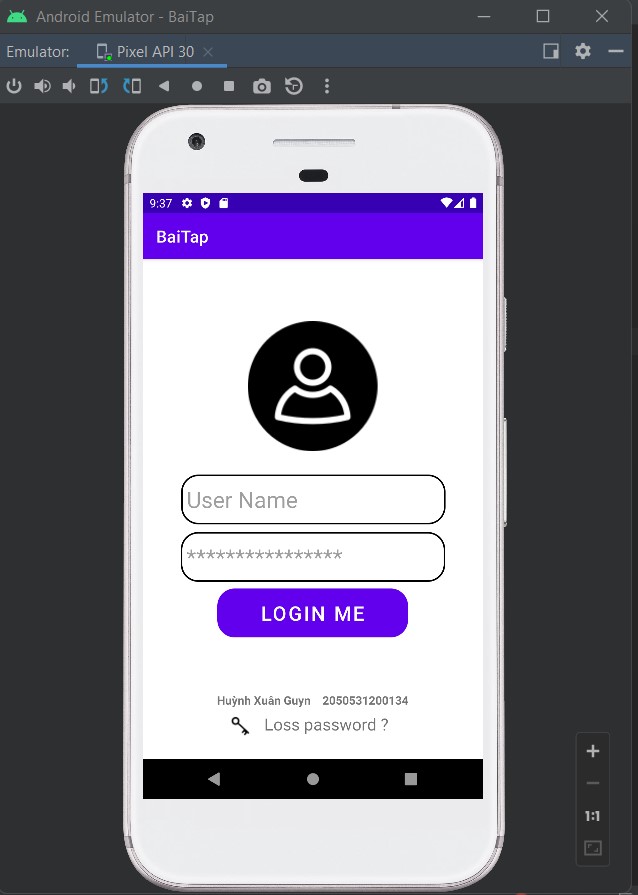 Android Emulator - BaiTap
Emulator: Pixel API 30
9:37
BaiTap
User Name
****************
LOGIN ME
Huỳnh Xuân Guyn 2050531200134
Loss password ?
1:1